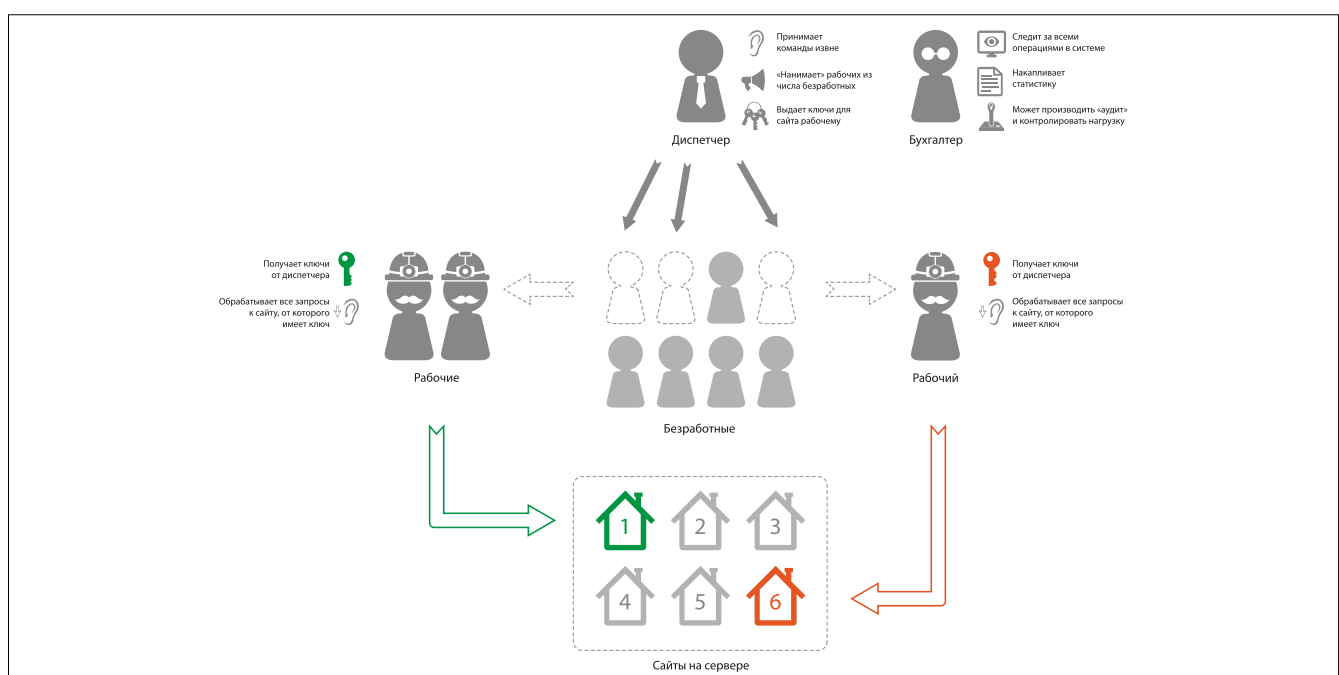 Принимает
команды извне
«Нанимает» рабочих из
числа безработных
Выдает ключи для
сайта рабочему
Диспетчер
Следит за всеми
операциями в системе
Накапливает
статистику
Может производить «аудит»
и контролировать нагрузку
Бухгалтер
Получает ключи
от диспетчера
Обрабатывает все запросы
к сайту, от которого
имеет ключ
Рабочие
Безработные
Получает ключи
от диспетчера
Обрабатывает все запросы
к сайту, от которого
имеет ключ
Рабочий
1
2
3
4
5
6
Сайты на сервере